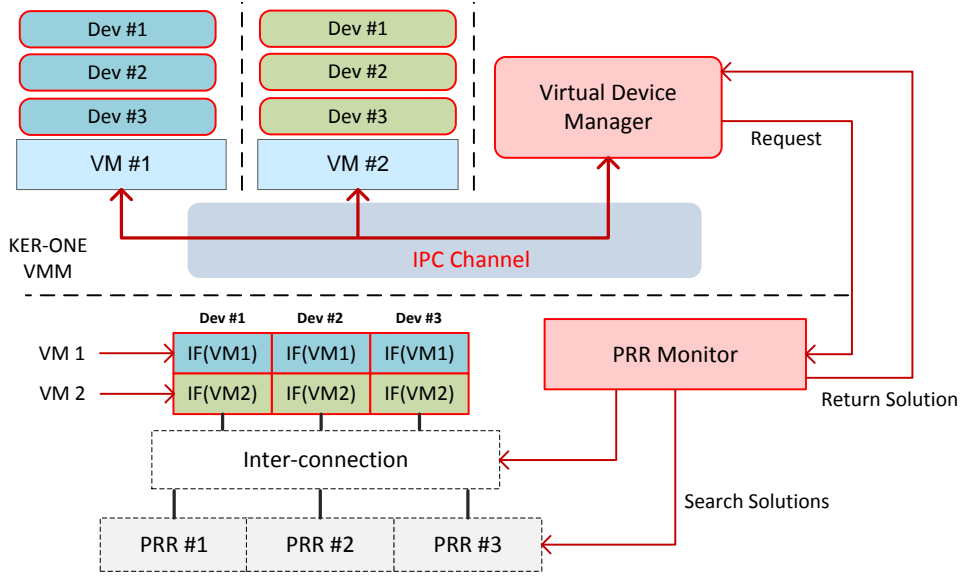 Dev #1
Dev #2
Dev #3
VM #1
Dev #1
Dev #2
Dev #3
VM #2
Virtual Device
Manager
Request
KER-ONE
VMM
IPC Channel
Dev #1 Dev #2 Dev #3
VM 1
IF(VM1) IF(VM1) IF(VM1)
VM 2
IF(VM2) IF(VM2) IF(VM2)
PRR Monitor
Return Solution
Inter-connection
Search Solutions
PRR #1 PRR #2 PRR #3